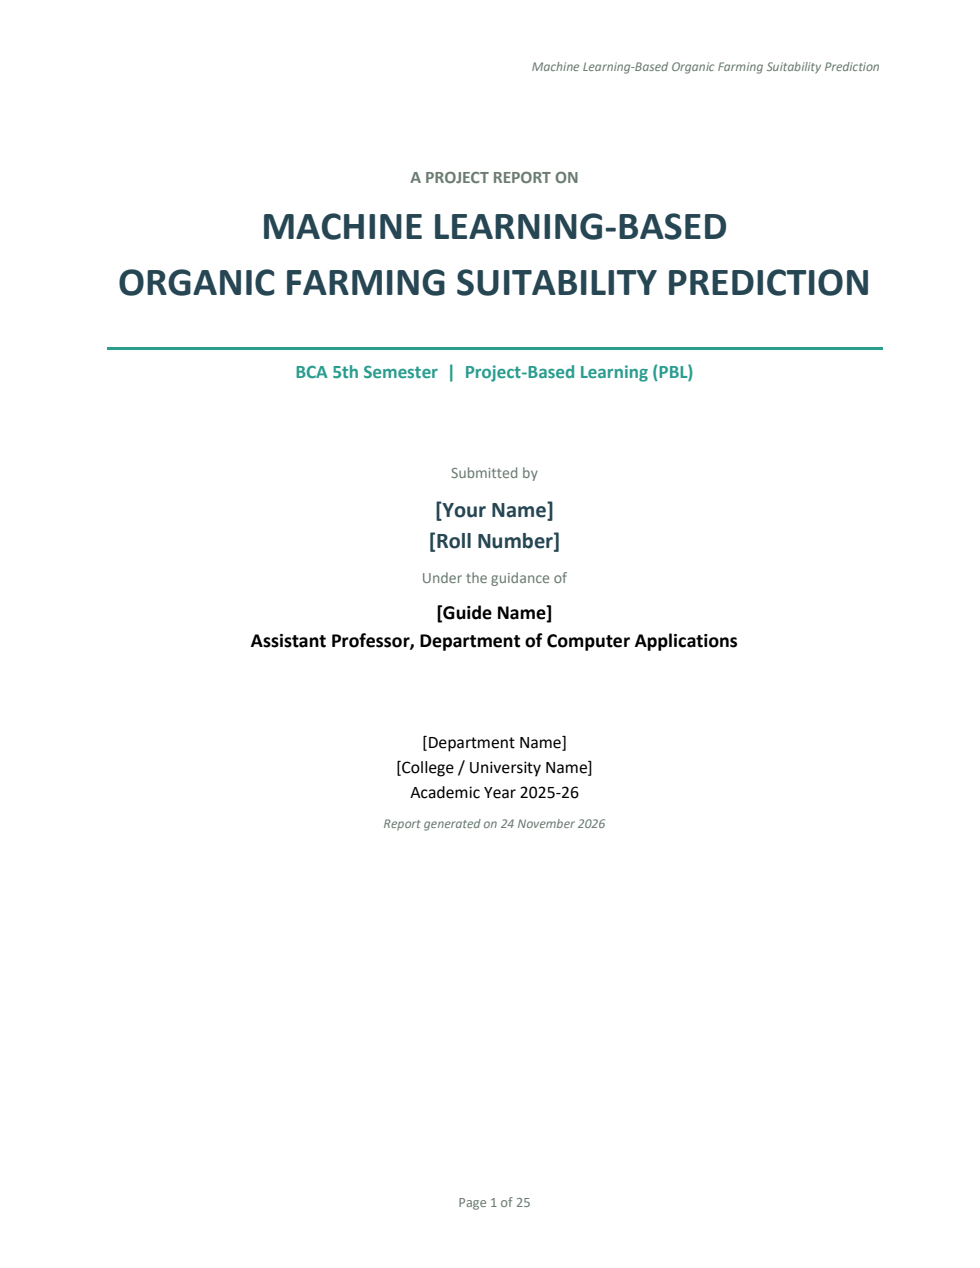 Machine Learning-Based Organic Farming Suitability Prediction
A PROJECT REPORT ON
MACHINE LEARNING-BASED
ORGANIC FARMING SUITABILITY PREDICTION
BCA 5th Semester | Project-Based Learning (PBL)
Submitted by
[Your Name]
[Roll Number]
Under the guidance of
[Guide Name]
Assistant Professor, Department of Computer Applications
[Department Name]
[College / University Name]
Academic Year 2025-26
Report generated on 24 November 2026
Page 1 of 25